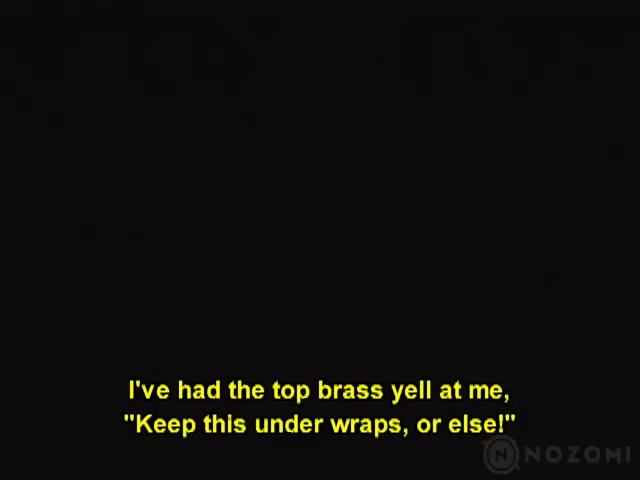 I've had the top brass yell at me,
"Keep this under wraps, or else!"
NOZOMI